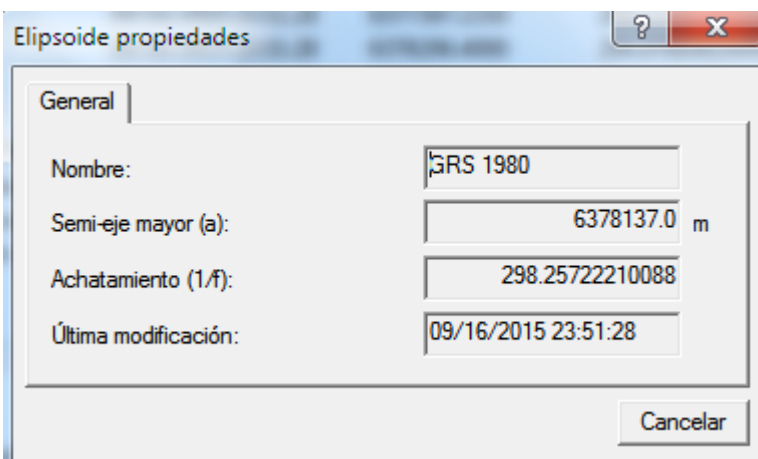 Elipsoide propiedades
General
Nombre: GRS 1980
Semi-eje mayor (a): 6378137.0 m
Achatamiento (1/f): 298.25722210088
Última modificación: 09/16/2015 23:51:28
Cancelar